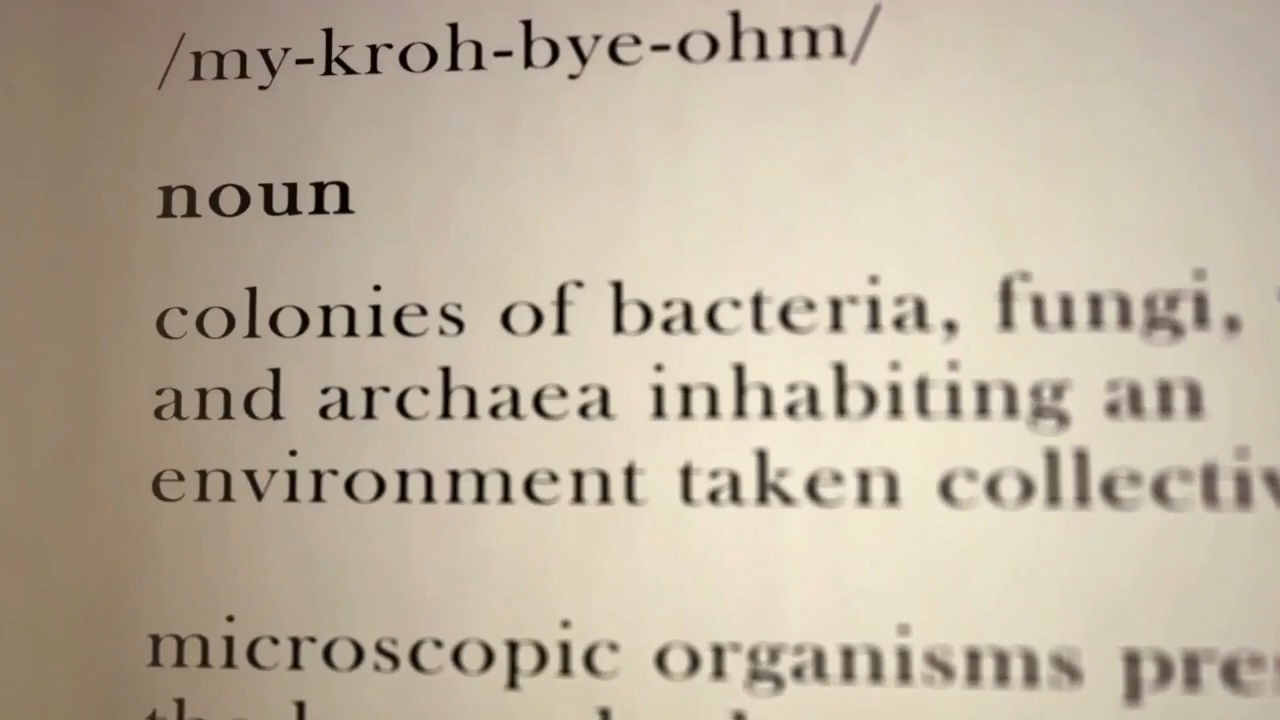 /my-kroh-bye-ohm/
noun
colonies of bacteria, fungi,
and archaea inhabiting an
environment taken
microscopic organisms